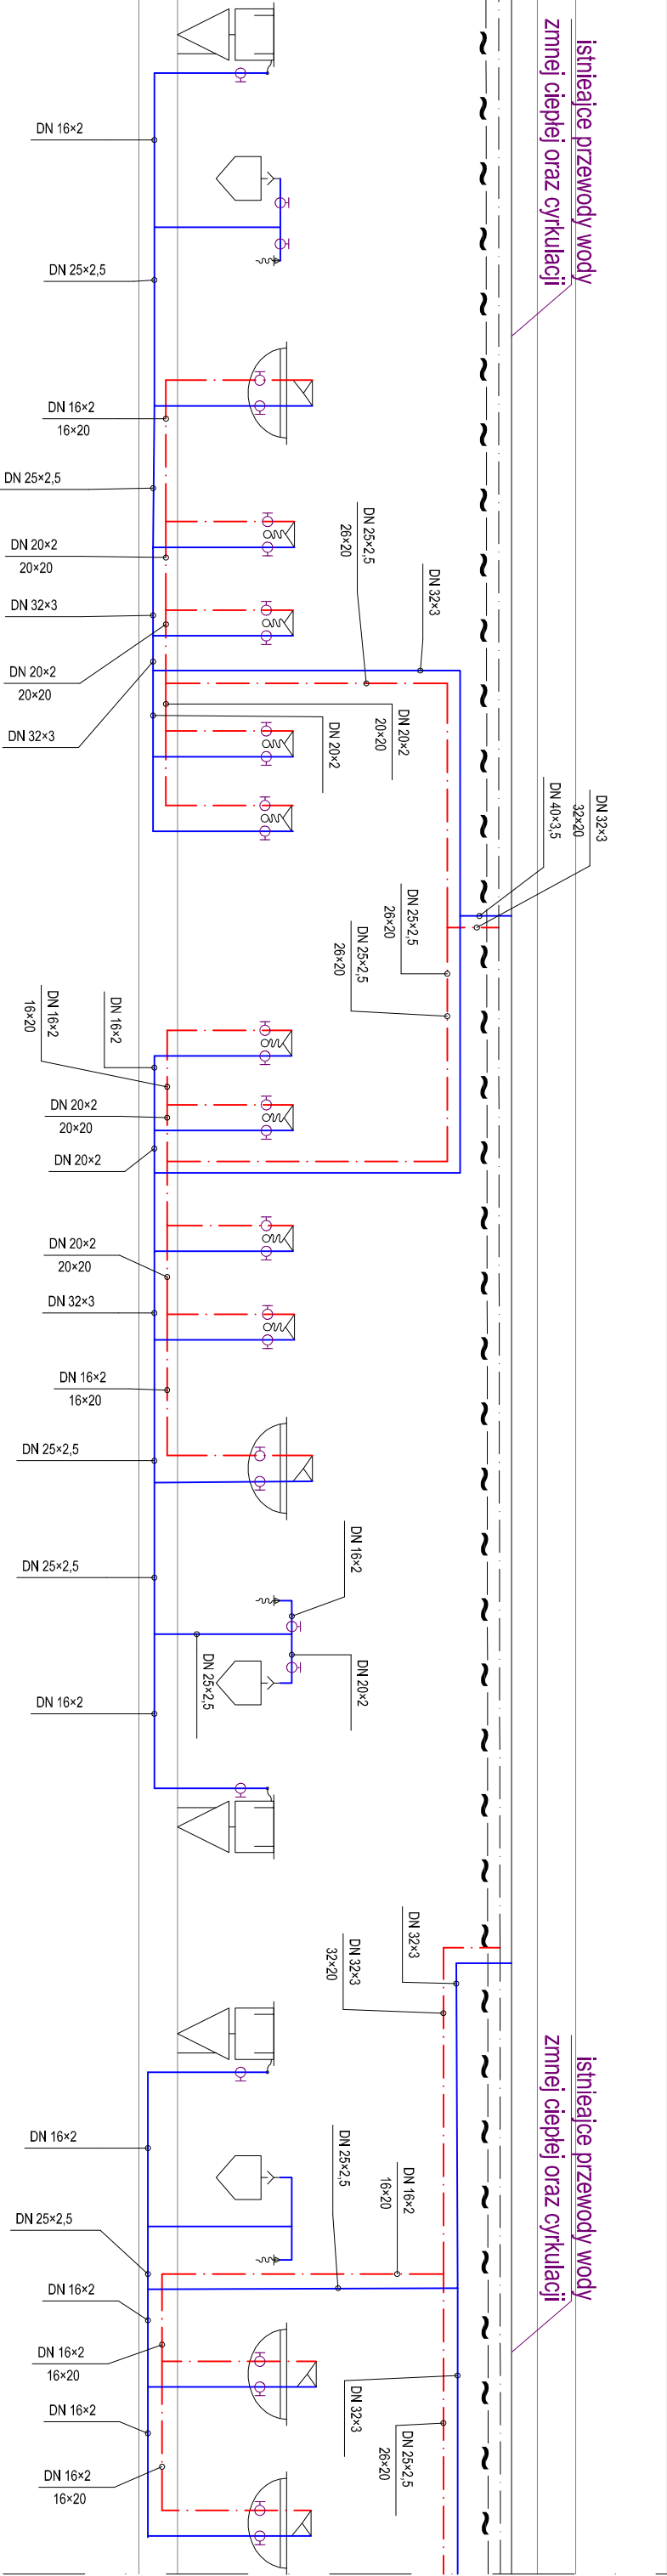 istnieajce przewody wody
zmnej ciepłej oraz cyrkulacji
DN 16×2
DN 25×2,5
DN 16×2
16×20
DN 25×2,5
DN 20×2
20×20
DN 32×3
DN 20×2
20×20
DN 32×3
DN 25×2,5
26×20
DN 32×3
DN 20×2
20×20
DN 20×2
DN 32×3
32×20
DN 40×3,5
DN 25×2,5
26×20
DN 25×2,5
26×20
DN 16×2
DN 16×2
16×20
DN 20×2
20×20
DN 20×2
DN 20×2
20×20
DN 32×3
DN 16×2
16×20
DN 25×2,5
DN 25×2,5
DN 16×2
DN 20×2
DN 25×2,5
DN 16×2
DN 32×3
DN 32×3
32×20
istnieajce przewody wody
zmnej ciepłej oraz cyrkulacji
DN 16×2
DN 25×2,5
DN 16×2
16×20
DN 25×2,5
DN 16×2
DN 16×2
16×20
DN 32×3
DN 16×2
DN 25×2,5
26×20
DN 16×2
16×20